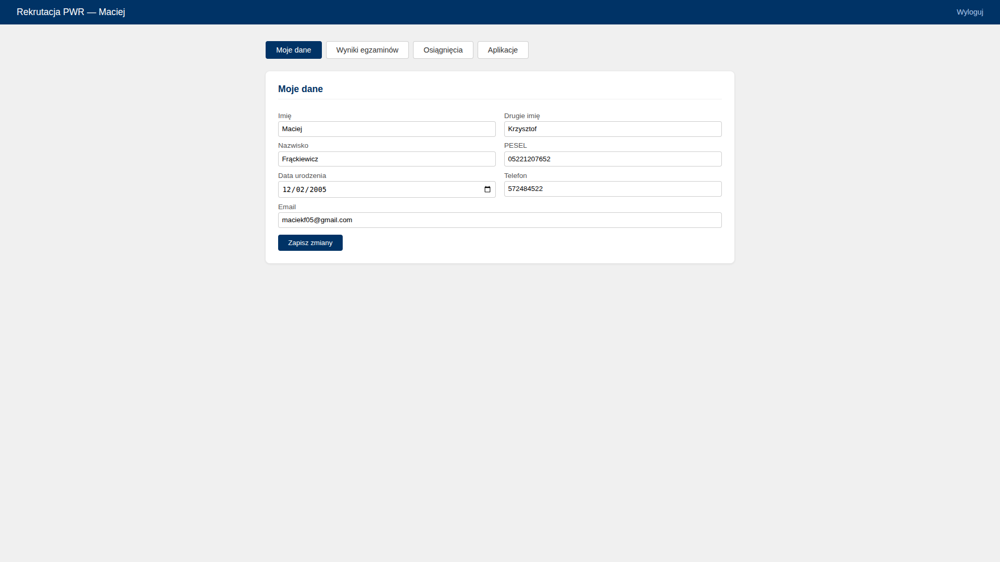 Rekrutacja PWR — Maciej
Wyloguj
Moje dane
Wyniki egzaminów
Osiągnięcia
Aplikacje
Moje dane
Imię
Drugie imię
Maciej
Krzysztof
Nazwisko
PESEL
Frąckiewicz
05221207652
Data urodzenia
Telefon
12/02/2005
572484522
Email
maciekf05@gmail.com
Zapisz zmiany